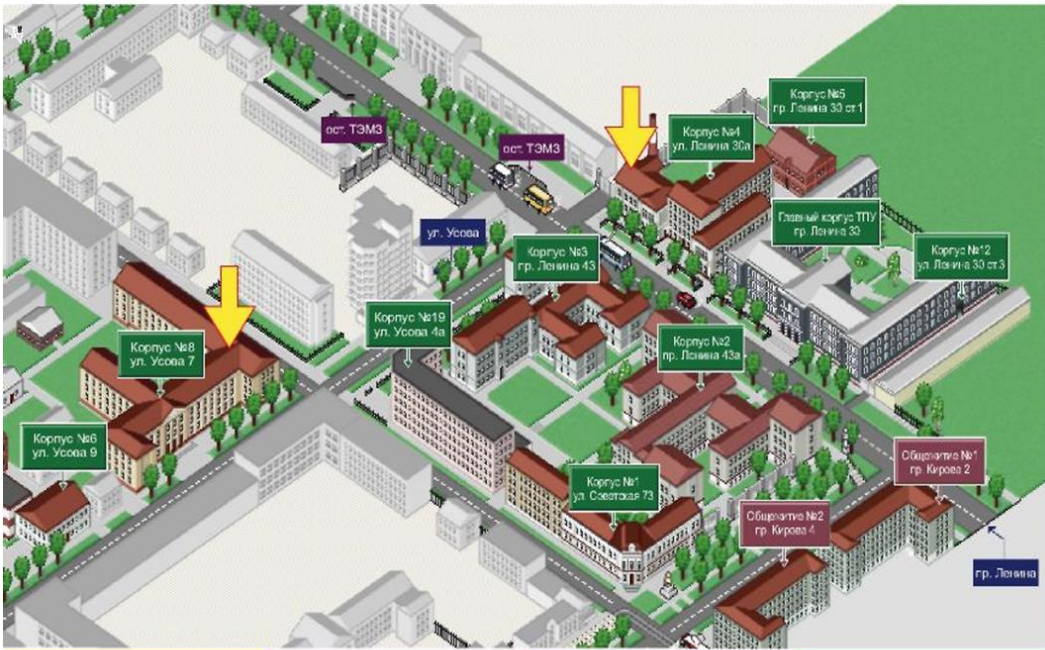 Корпус №5
пр. Ленина 30 ст.1
ост. ТЭМЗ
Корпус №4
ул. Ленина 30а
ост. ТЭМЗ
Главный корпус ТПУ
пр. Ленина 30
ул. Усова
Корпус №3
пр. Ленина 43
Корпус №12
ул. Ленина 30 ст.3
Корпус №19
ул. Усова 4а
Корпус №8
ул. Усова 7
Корпус №2
пр. Ленина 43а
Корпус №6
ул. Усова 9
Общежитие №1
пр. Кирова 2
Корпус №1
ул. Советская 73
Общежитие №2
пр. Кирова 4
пр. Ленина